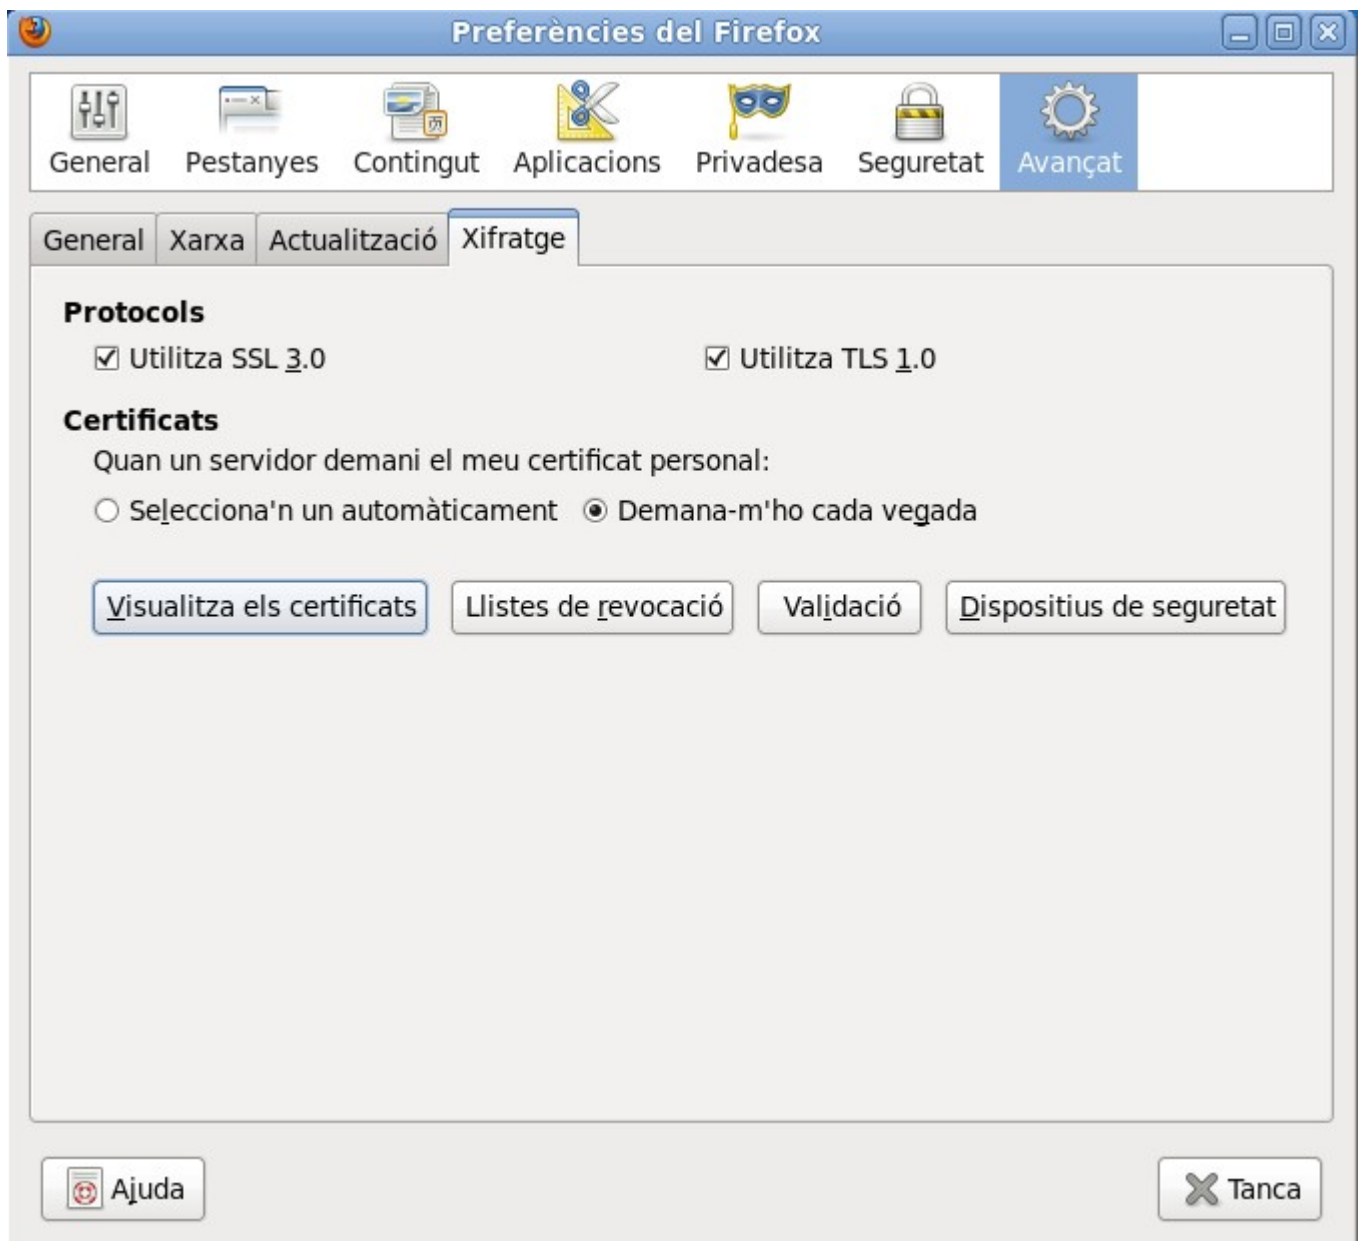 Preferències del Firefox
General Pestanyes Contingut Aplicacions Privadesa Seguretat Avançat
General Xarxa Actualització Xifratge
Protocols
Utilitza SSL 3.0 Utilitza TLS 1.0
Certificats
Quan un servidor demani el meu certificat personal:
Selecciona'n un automàticament Demana-m'ho cada vegada
Visualitza els certificats Llistes de revocació Validació Dispositius de seguretat
Ajuda Tanca